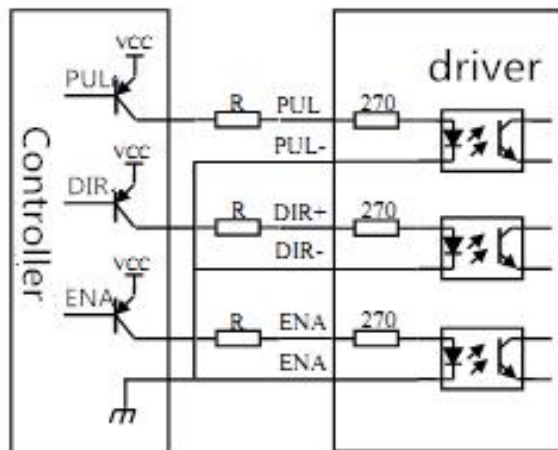 VCC
driver
PUL
R
PUL
270
PUL-
Controller
VCC
DIR
R
DIR+
270
DIR-
VCC
ENA
R
ENA
270
ENA